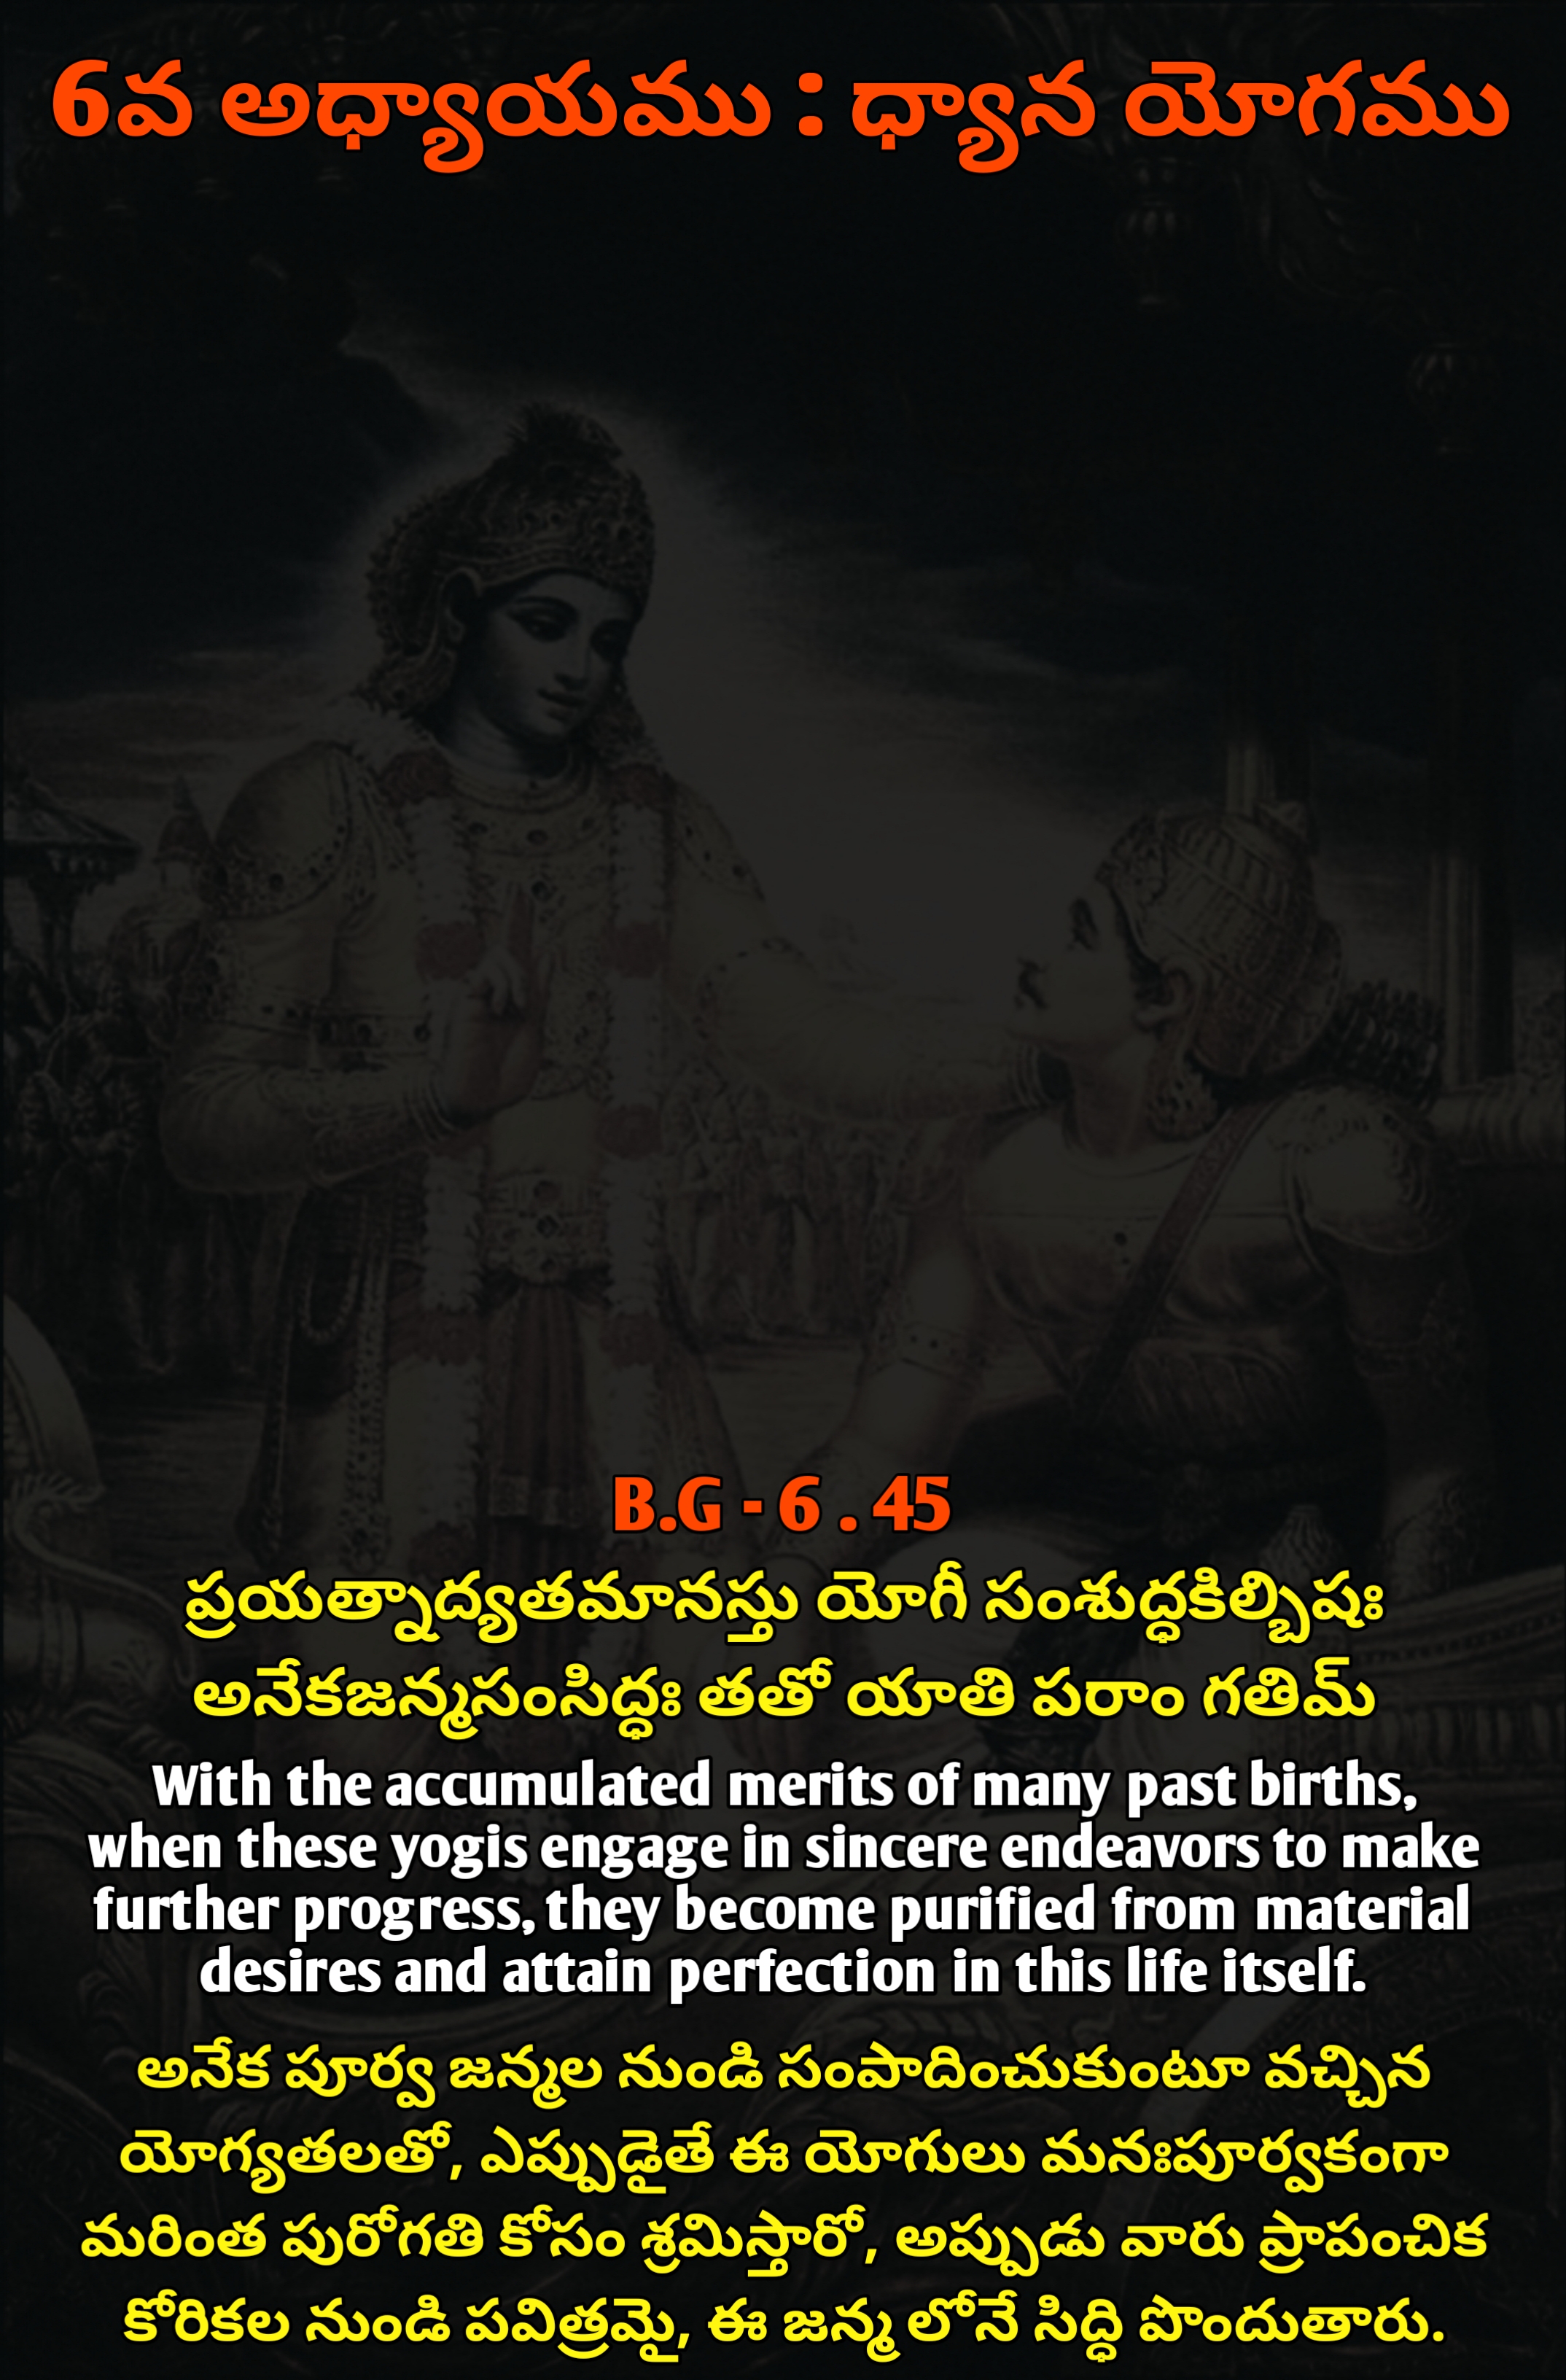 6వ అధ్యాయము : ధ్యాన యోగము
B.G - 6 . 45
ప్రయత్నాద్యతమానస్తు యోగీ సంశుద్ధకిల్బిషః
అనేకజన్మసంసిద్ధః తతో యాతి పరాం గతిమ్
With the accumulated merits of many past births,
when these yogis engage in sincere endeavors to make
further progress, they become purified from material
desires and attain perfection in this life itself.
అనేక పూర్వ జన్మల నుండి సంపాదించుకుంటూ వచ్చిన
యోగ్యతలతో, ఎప్పుడైతే ఈ యోగులు మనఃపూర్వకంగా
మరింత పురోగతి కోసం శ్రమిస్తారో, అప్పుడు వారు ప్రాపంచిక
కోరికల నుండి పవిత్రమై, ఈ జన్మ లోనే సిద్ధి పొందుతారు.